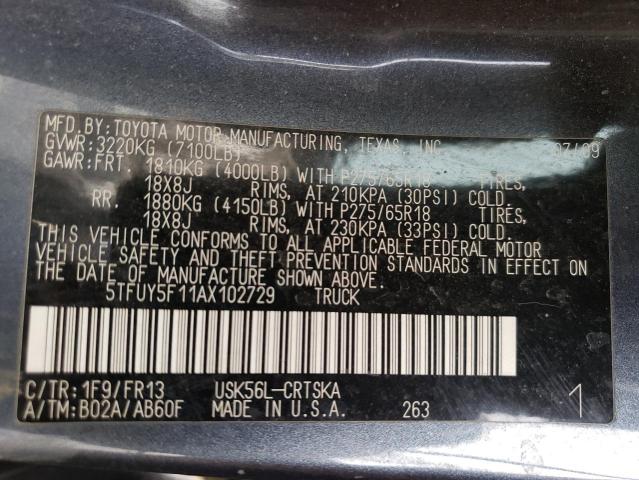 MFD.BY:TOYOTA MOTOR MANUFACTURING, TEXAS, INC. 07/09
GVWR:3220KG (7100LB)
GAWR:FRT. 1810KG (4000LB) WITH P275/65R18 TIRES,
18X8J RIMS, AT 210KPA (30PSI) COLD.
RR. 1880KG (4150LB) WITH P275/65R18 TIRES,
18X8J RIMS, AT 230KPA (33PSI) COLD.
THIS VEHICLE CONFORMS TO ALL APPLICABLE FEDERAL MOTOR
VEHICLE SAFETY AND THEFT PREVENTION STANDARDS IN EFFECT ON
THE DATE OF MANUFACTURE SHOWN ABOVE.
5TFUY5F11AX102729 TRUCK
C/TR:1F9/FR13 USK56L-CRTSKA
A/TM:B02A/AB60F MADE IN U.S.A. 263 1